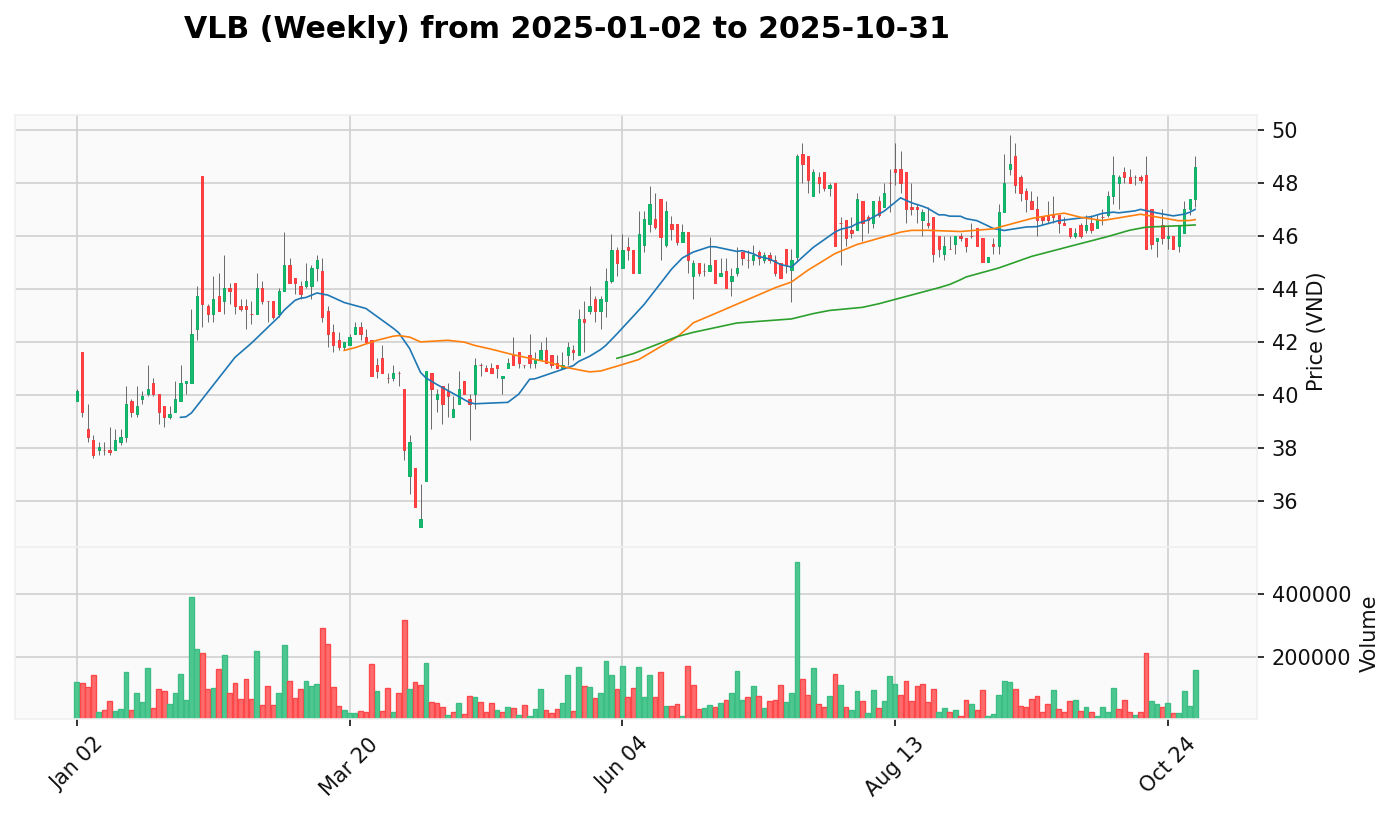 VLB (Weekly) from 2025-01-02 to 2025-10-31
50
48
46
44
42
40
38
36
Price (VND)
400000
200000
Volume
Jan 02
Mar 20
Jun 04
Aug 13
Oct 24